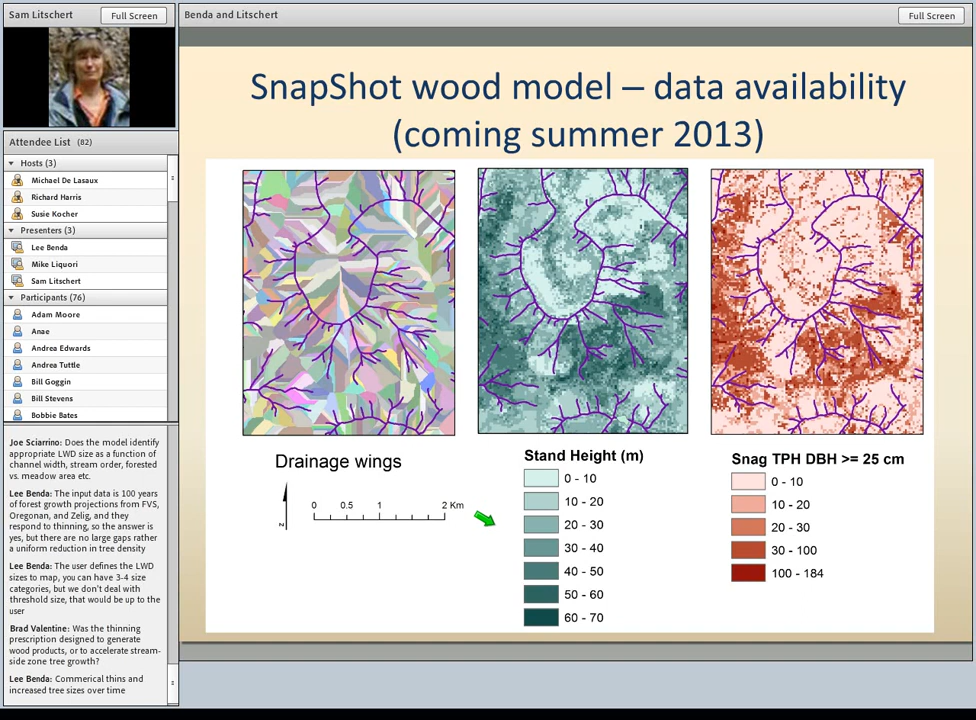 Sam Litschert
Full Screen
Benda and Litschert
Full Screen
Attendee List (82)
Hosts (3)
Michael De Lasaux
Richard Harris
Susie Kocher
Presenters (3)
Lee Benda
Mike Liquori
Sam Litschert
Participants (76)
Adam Moore
Anae
Andrea Edwards
Andrea Tuttle
Bill Goggin
Bill Stevens
Bobbie Bates
Joe Sciarrino: Does the model identify
appropriate LWD size as a function of
channel width, stream order, forested
vs. meadow area etc.
Lee Benda: The input data is 100 years
of forest growth projections from FVS,
Oregonan, and Zelig, and they
respond to thinning, so the answer is
yes, but there are no large gaps rather
a uniform reduction in tree density
Lee Benda: The user defines the LWD
sizes to map, you can have 3-4 size
categories, but we don't deal with
threshold size, that would be up to the
user
Brad Valentine: Was the thinning
prescription designed to generate
wood products, or to accelerate stream-
side zone tree growth?
Lee Benda: Commerical thins and
increased tree sizes over time
SnapShot wood model – data availability
(coming summer 2013)
Drainage wings
z
0 0.5 1 2 Km
Stand Height (m)
0 - 10
10 - 20
20 - 30
30 - 40
40 - 50
50 - 60
60 - 70
Snag TPH DBH >= 25 cm
0 - 10
10 - 20
20 - 30
30 - 100
100 - 184